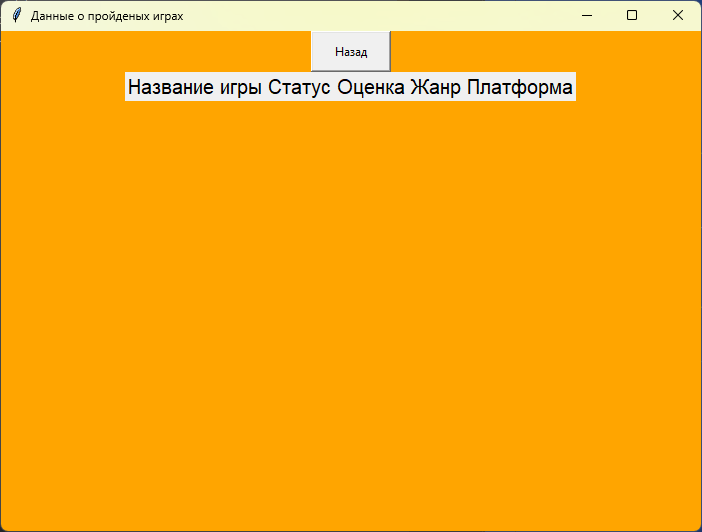 Данные о пройденых играх
Назад
Название игры Статус Оценка Жанр Платформа